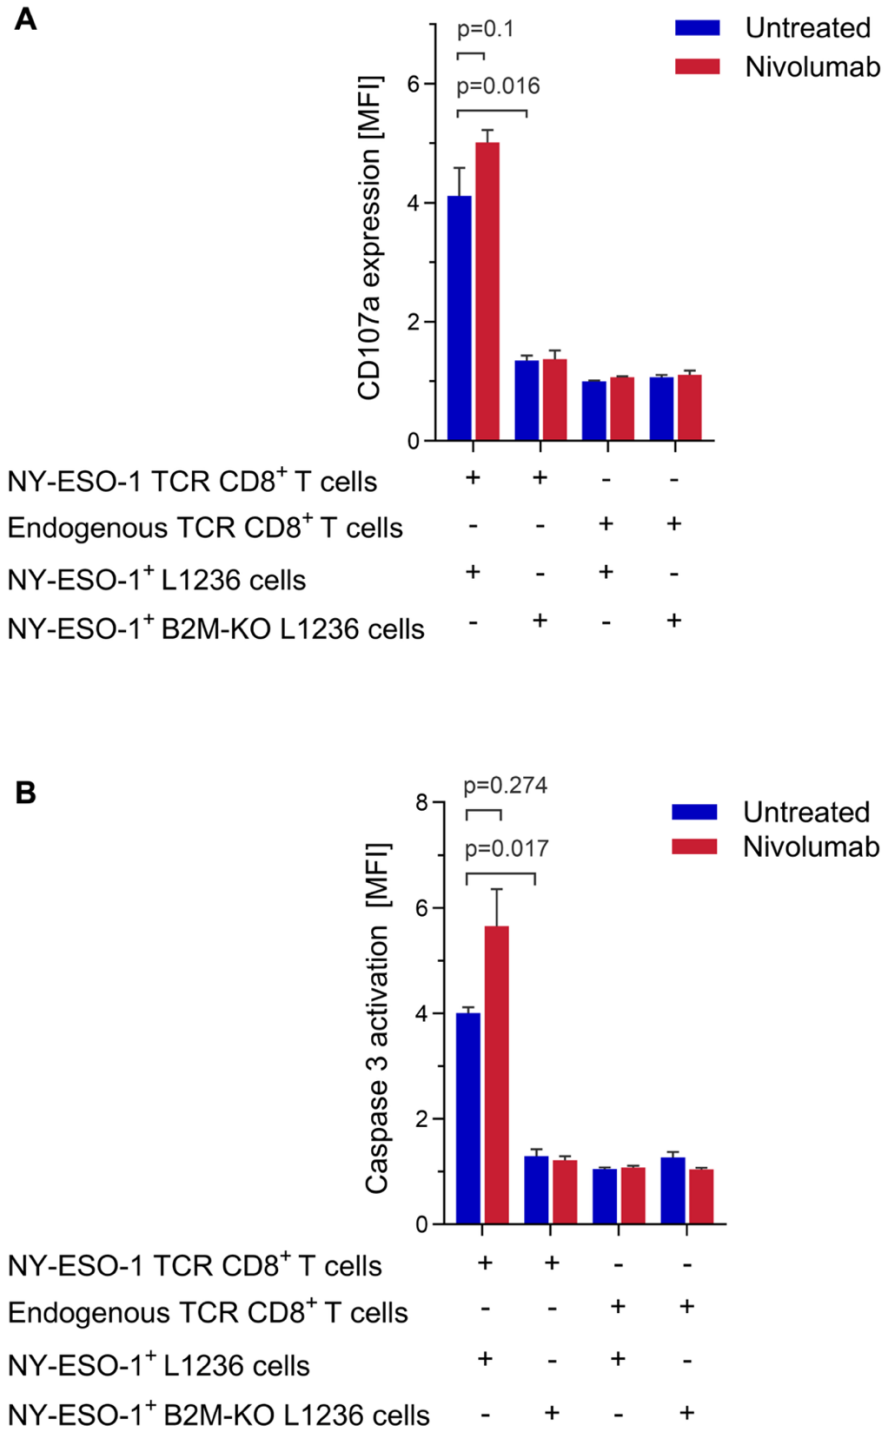 A
Untreated
Nivolumab
p=0.1
p=0.016
CD107a expression [MFI]
6
4
2
0
NY-ESO-1 TCR CD8⁺ T cells + + - -
Endogenous TCR CD8⁺ T cells - - + +
NY-ESO-1⁺ L1236 cells + - + -
NY-ESO-1⁺ B2M-KO L1236 cells - + - +
B
Untreated
Nivolumab
p=0.274
p=0.017
Caspase 3 activation [MFI]
8
6
4
2
0
NY-ESO-1 TCR CD8⁺ T cells + + - -
Endogenous TCR CD8⁺ T cells - - + +
NY-ESO-1⁺ L1236 cells + - + -
NY-ESO-1⁺ B2M-KO L1236 cells - + - +